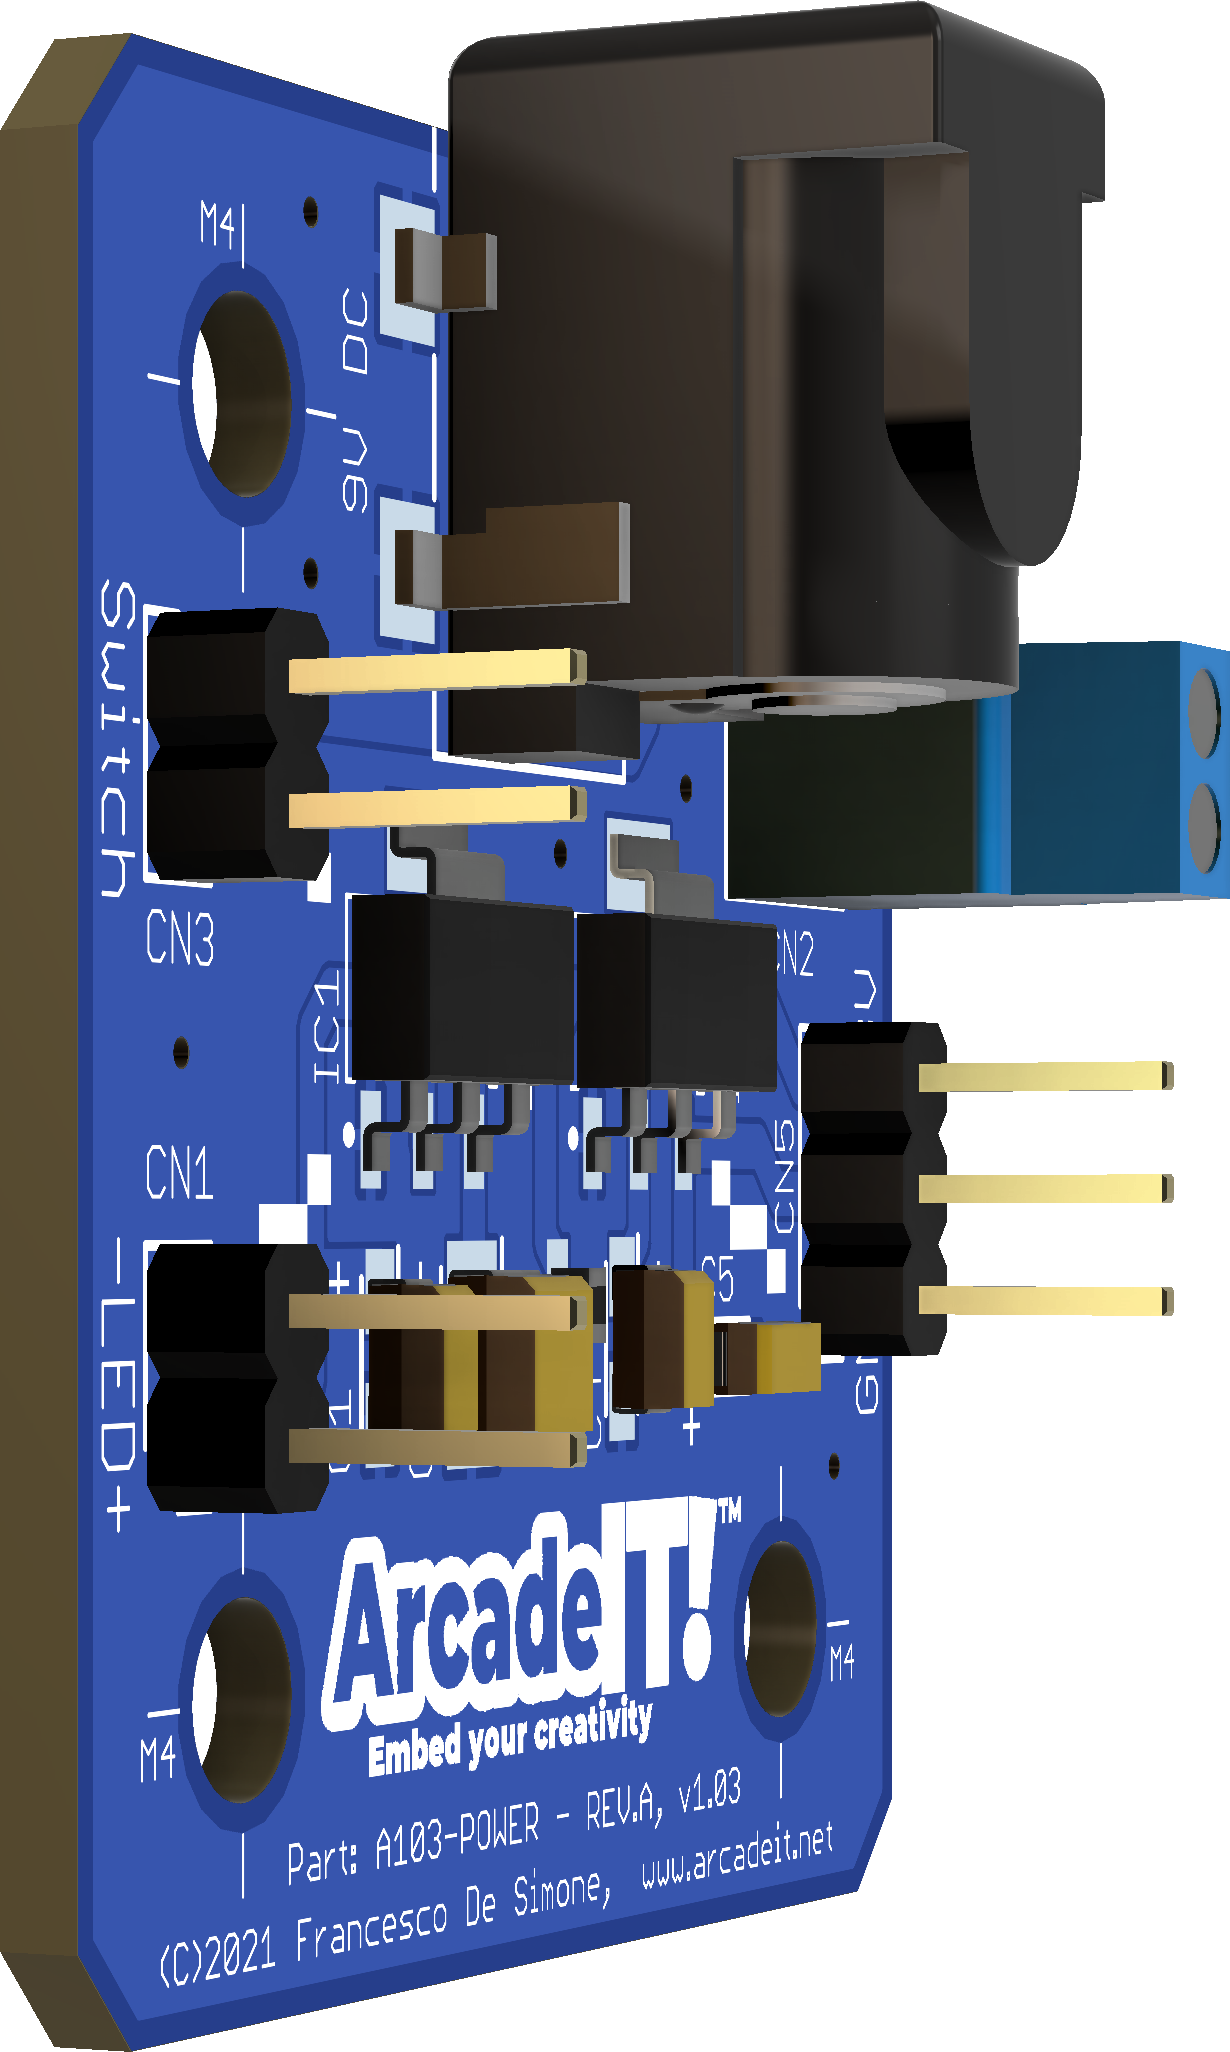 M4
9V DC
Switch
CN3
IC1
CN2
CN1
CN5
C5
-LED+
+
ArcadeIT!™
Embed your creativity
M4
M4
Part: A103-POWER - REV.A, v1.03
(C)2021 Francesco De Simone, www.arcadeit.net